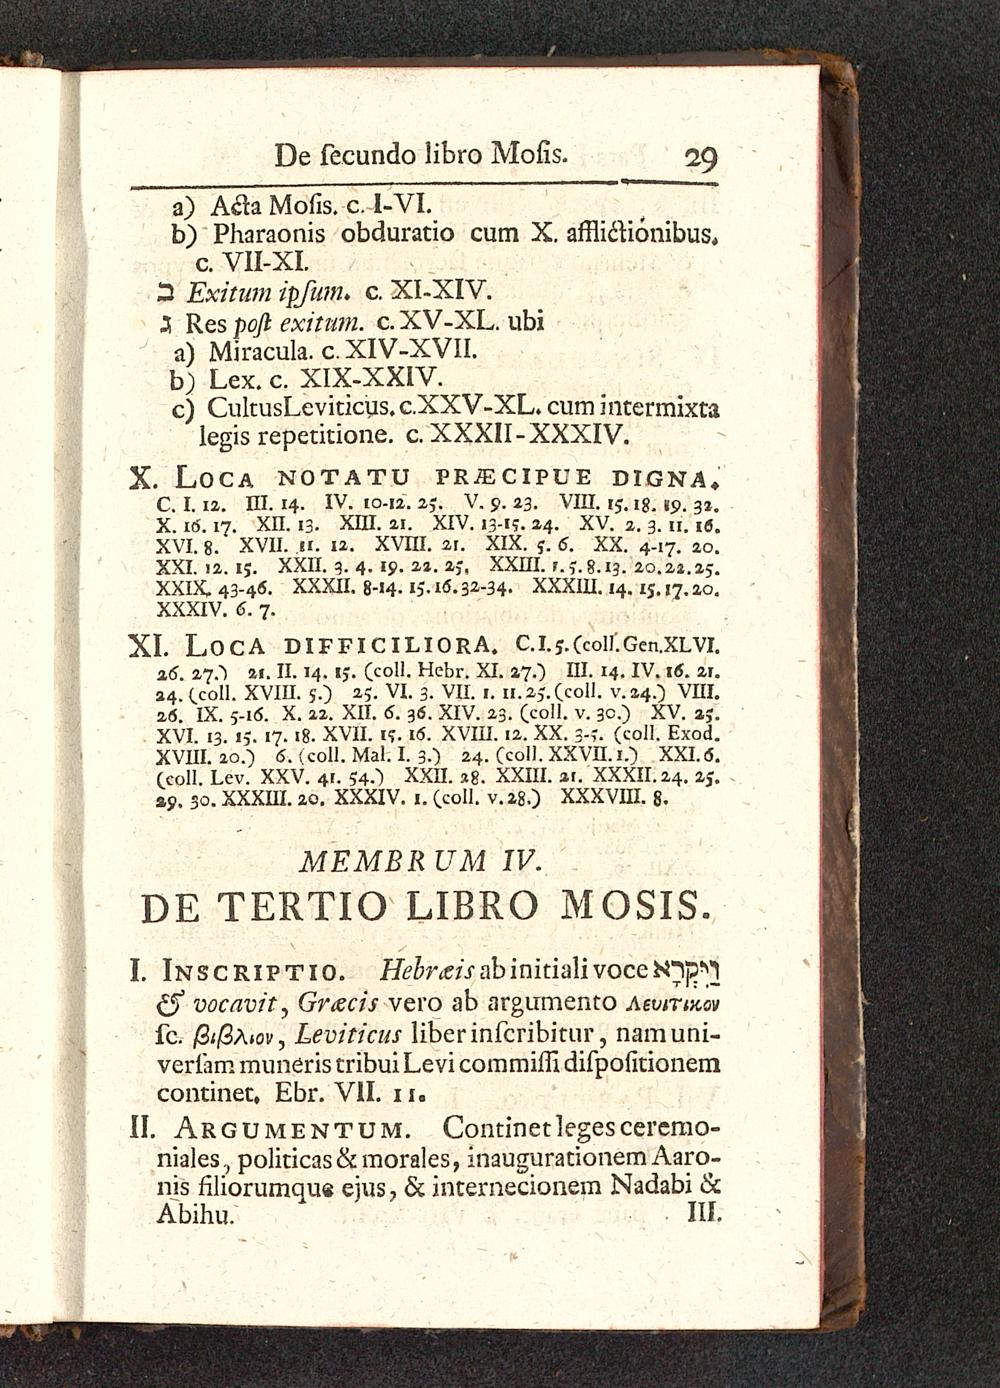 De ſecundo libro Moſis. 29
a) Acta Moſis. c. I-VI.
b) Pharaonis obduratio cum X. afflictiónibus.
c. VII-XI.
ב Exitum ipſum. c. XI-XIV.
ג Res poſt exitum. c. XV-XL. ubi
a) Miracula. c. XIV-XVII.
b) Lex. c. XIX-XXIV.
c) Cultus Leviticus. c. XXV-XL. cum intermixta
legis repetitione. c. XXXII-XXXIV.
X. LOCA NOTATU PRÆCIPUE DIGNA.
C. I. 12. III. 14. IV. 10-12. 25. V. 9. 23. VIII. 15. 18. 19. 32.
X. 16. 17. XII. 13. XIII. 21. XIV. 13-15. 24. XV. 2. 3. 11. 16.
XVI. 8. XVII. 11. 12. XVIII. 21. XIX. 5. 6. XX. 4-17. 20.
XXI. 12. 15. XXII. 3. 4. 19. 22. 25. XXIII. 1. 5. 8. 13. 20. 22. 25.
XXIX. 43-46. XXXII. 8-14. 15. 16. 32-34. XXXIII. 14. 15. 17. 20.
XXXIV. 6. 7.
XI. LOCA DIFFICILIORA. C. I. 5. (coll. Gen. XLVI.
26. 27.) 21. II. 14. 15. (coll. Hebr. XI. 27.) III. 14. IV. 16. 21.
24. (coll. XVIII. 5.) 25. VI. 3. VII. 1. 11. 25. (coll. v. 24.) VIII.
26. IX. 5-16. X. 22. XII. 6. 36. XIV. 23. (coll. v. 30.) XV. 25.
XVI. 13. 15. 17. 18. XVII. 15. 16. XVIII. 12. XX. 3-5. (coll. Exod.
XVIII. 20.) 6. (coll. Mal. I. 3.) 24. (coll. XXVII. 1.) XXI. 6.
(coll. Lev. XXV. 41. 54.) XXII. 28. XXIII. 21. XXXII. 24. 25.
29. 30. XXXIII. 20. XXXIV. 1. (coll. v. 28.) XXXVIII. 8.
MEMBRUM IV.
DE TERTIO LIBRO MOSIS.
I. INSCRIPTIO. Hebræis ab initiali voce וַיִּקְרָא
& vocavit, Græcis vero ab argumento Λευιτικον
ſc. βιβλιον, Leviticus liber inſcribitur, nam uni-
verſam muneris tribui Levi commiſſi diſpoſitionem
continet. Ebr. VII. 11.
II. ARGUMENTUM. Continet leges ceremo-
niales, politicas & morales, inaugurationem Aaro-
nis filiorumque ejus, & internecionem Nadabi &
Abihu. III.